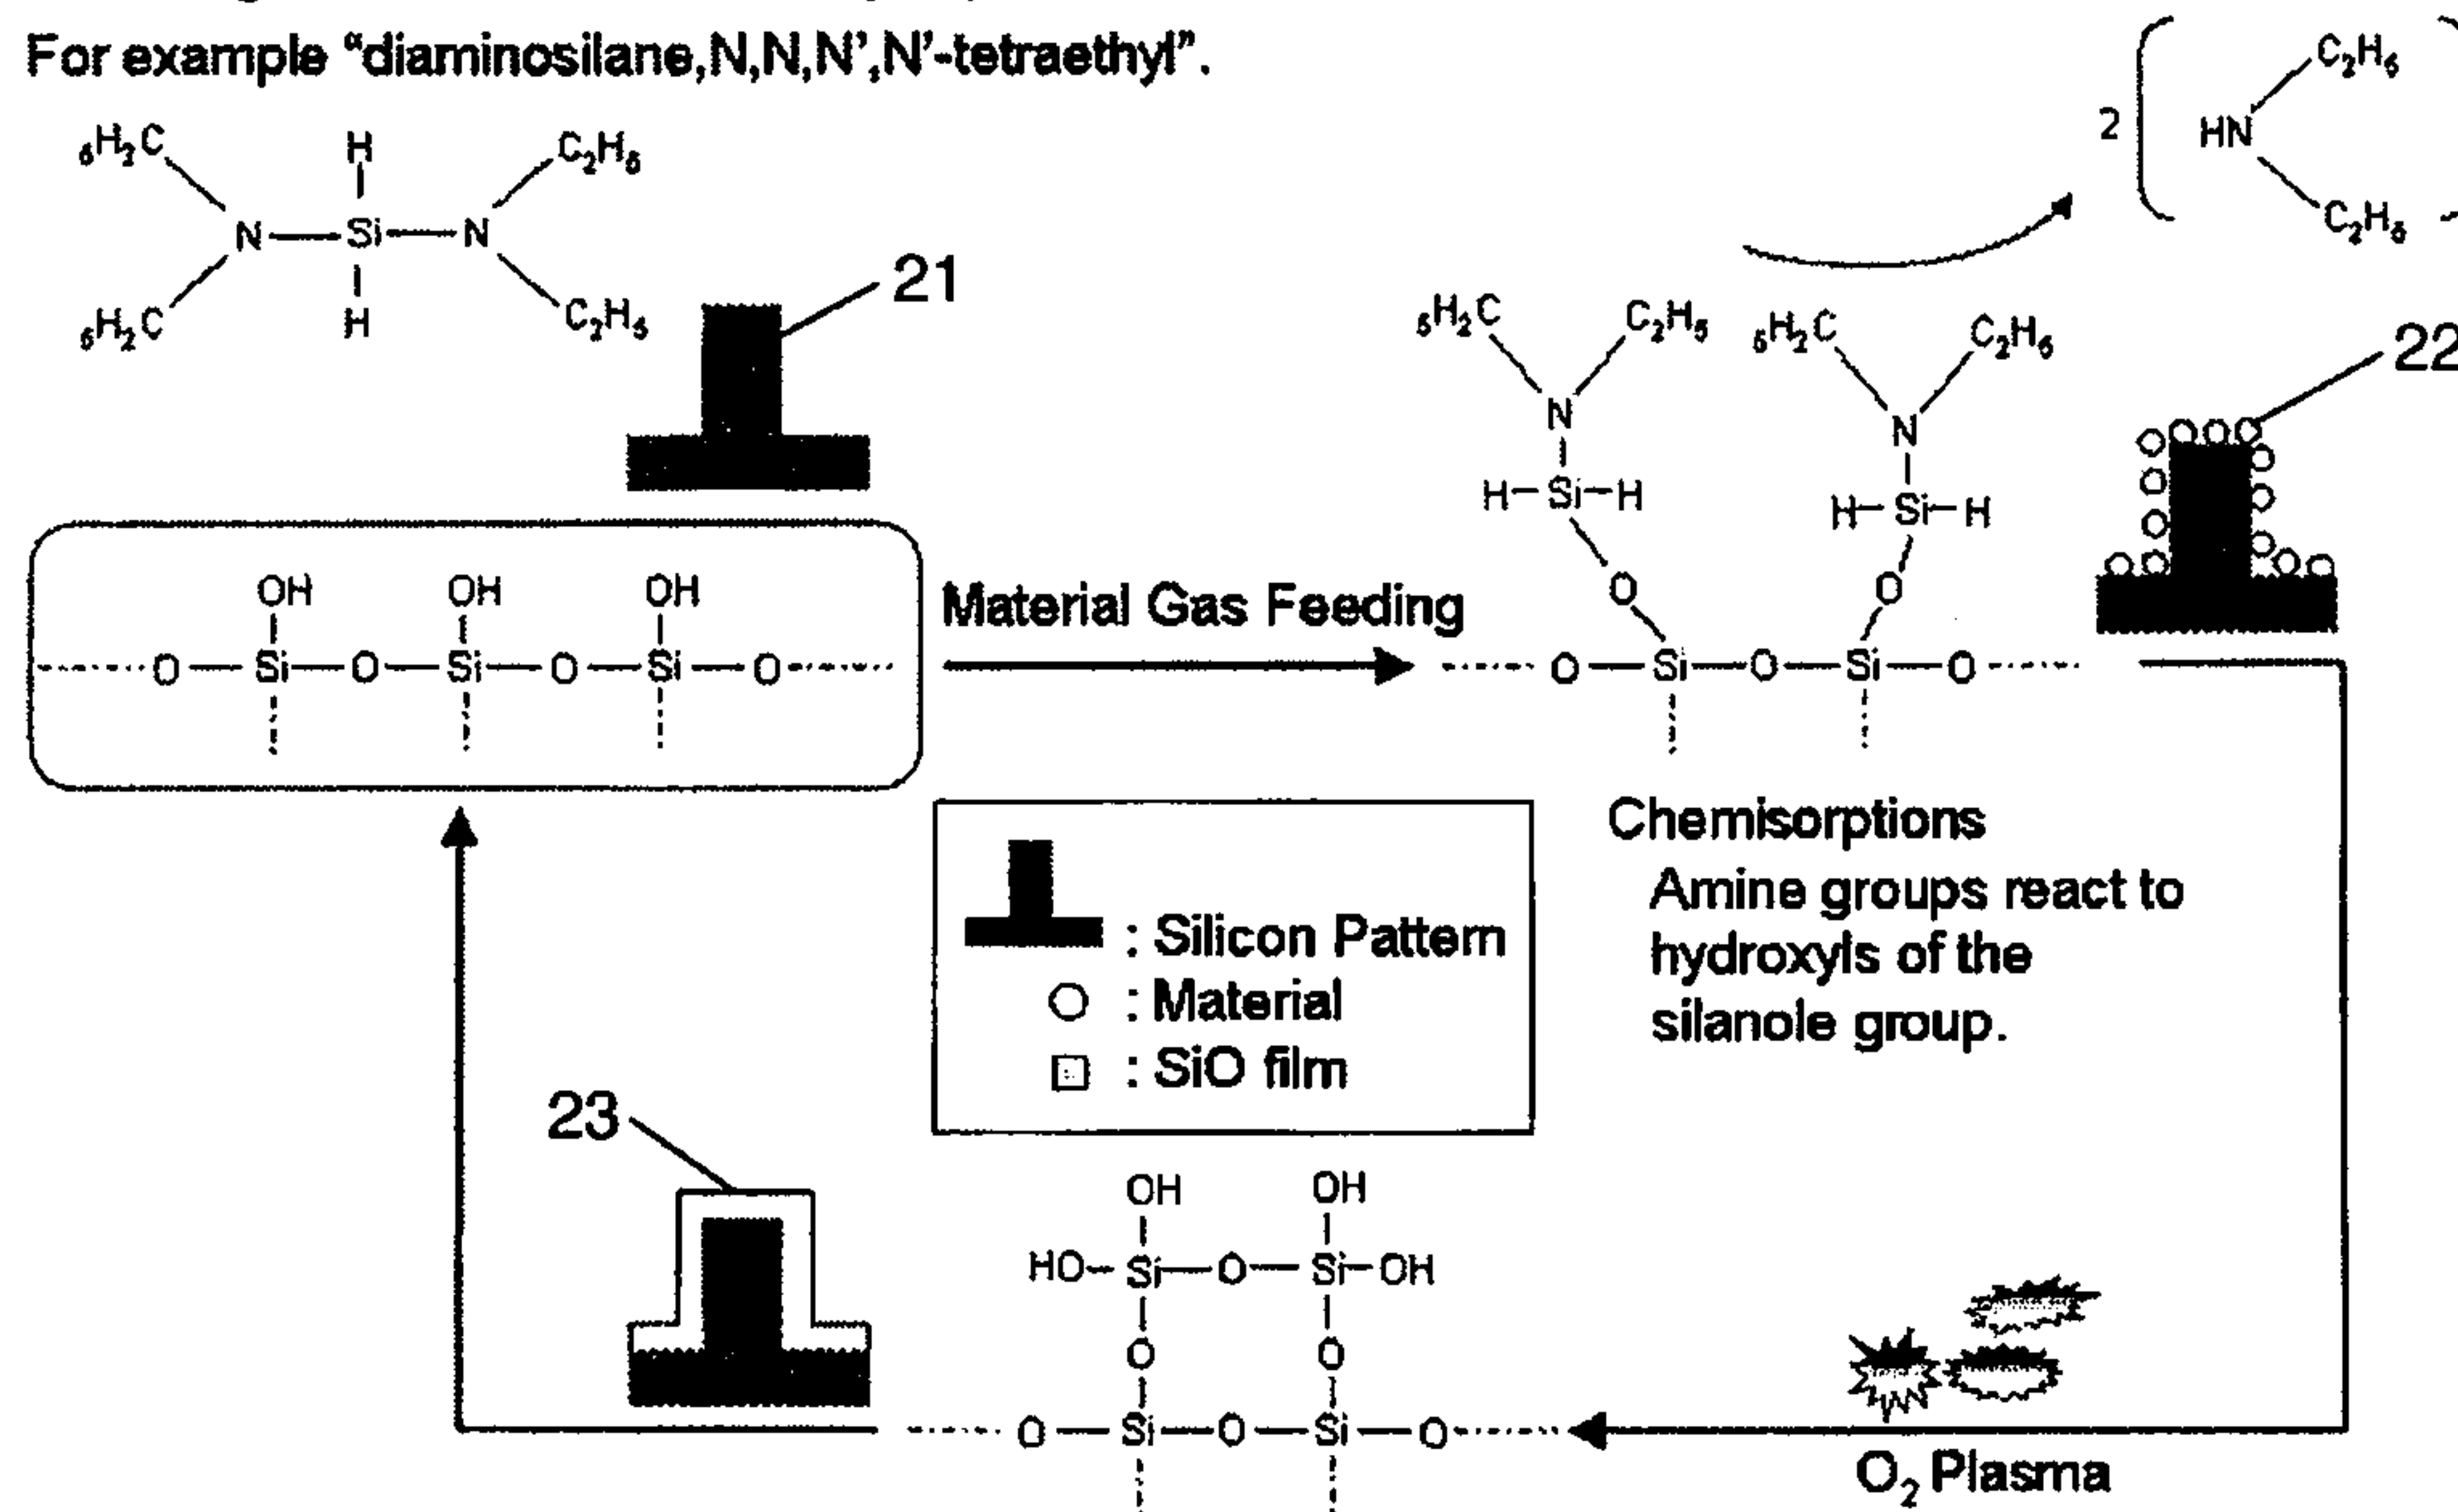 For example “diaminosilane,N,N,N’,N’-tetraethyl”.
₅H₂C H C₂H₅
N Si N
₅H₂C H C₂H₅
21
2 HN C₂H₅
C₂H₅
₅H₂C C₂H₅ ₅H₂C C₂H₅
22
N N
H Si H H Si H
O O
OH OH OH
O Si O Si O Si O
Material Gas Feeding
O Si O Si O
: Silicon Pattern
: Material
: SiO film
Chemisorptions
Amine groups react to
hydroxyls of the
silanole group.
23
OH OH
HO Si O Si OH
O O
O Si O Si O
O₂ Plasma